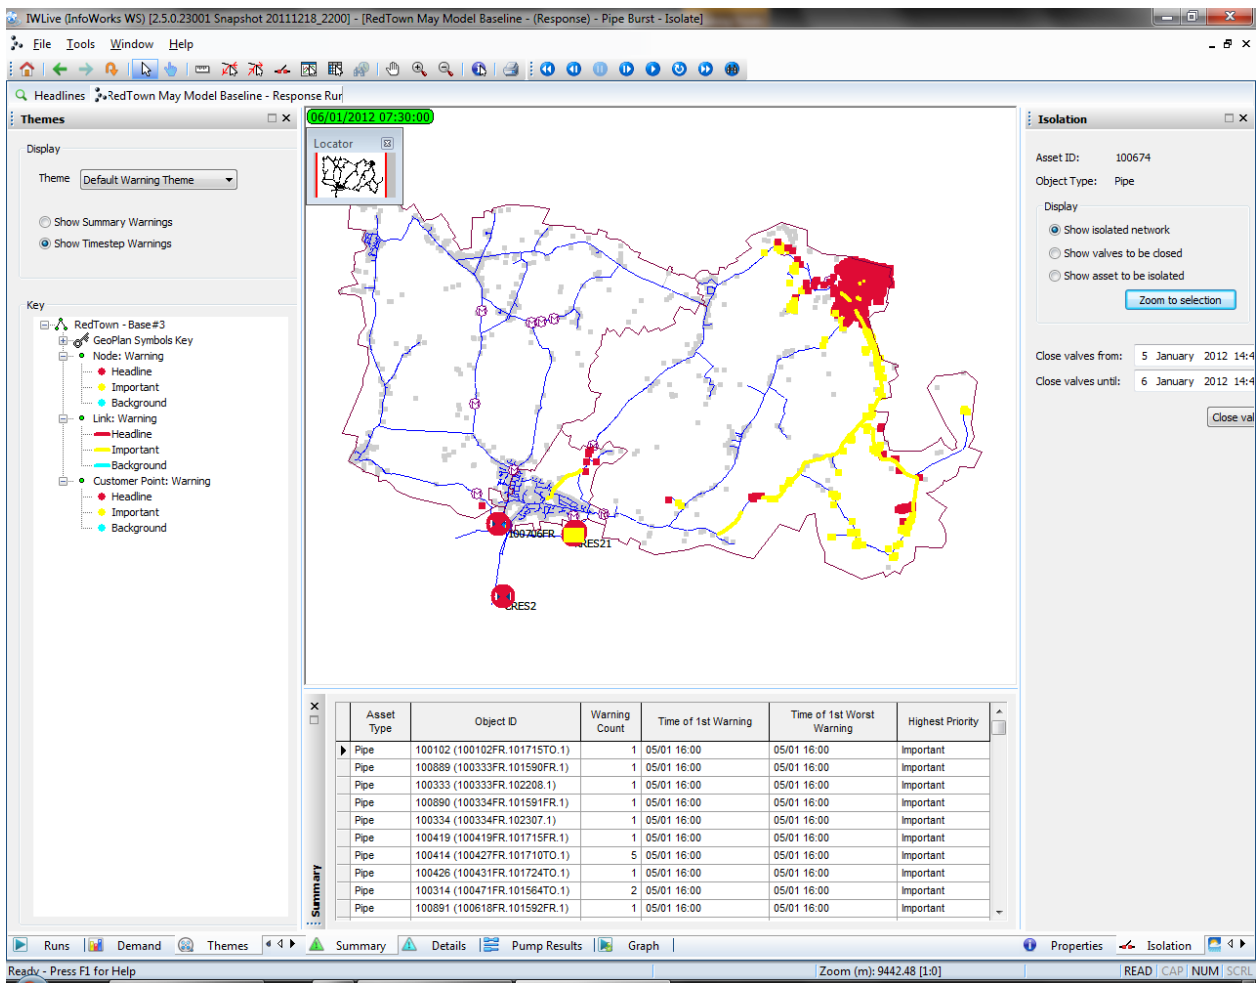 IWLive (InfoWorks WS) [2.5.0.23001 Snapshot 20111218_2200] - [RedTown May Model Baseline - (Response) - Pipe Burst - Isolate]
File Tools Window Help
Headlines RedTown May Model Baseline - Response Rur
Themes
Display
Theme Default Warning Theme
Show Summary Warnings
Show Timestep Warnings
Key
RedTown - Base#3
GeoPlan Symbols Key
Node: Warning
Headline
Important
Background
Link: Warning
Headline
Important
Background
Customer Point: Warning
Headline
Important
Background
06/01/2012 07:30:00
Locator
100706FR
RES21
CRES2
Isolation
Asset ID: 100674
Object Type: Pipe
Display
Show isolated network
Show valves to be closed
Show asset to be isolated
Zoom to selection
Close valves from: 5 January 2012 14:4
Close valves until: 6 January 2012 14:4
Close val
Summary
Asset Type Object ID Warning Count Time of 1st Warning Time of 1st Worst Warning Highest Priority
Pipe 100102 (100102FR.101715TO.1) 1 05/01 16:00 05/01 16:00 Important
Pipe 100889 (100333FR.101590FR.1) 1 05/01 16:00 05/01 16:00 Important
Pipe 100333 (100333FR.102208.1) 1 05/01 16:00 05/01 16:00 Important
Pipe 100890 (100334FR.101591FR.1) 1 05/01 16:00 05/01 16:00 Important
Pipe 100334 (100334FR.102307.1) 1 05/01 16:00 05/01 16:00 Important
Pipe 100419 (100419FR.101715FR.1) 1 05/01 16:00 05/01 16:00 Important
Pipe 100414 (100427FR.101710TO.1) 5 05/01 16:00 05/01 16:00 Important
Pipe 100426 (100431FR.101724TO.1) 1 05/01 16:00 05/01 16:00 Important
Pipe 100314 (100471FR.101564TO.1) 2 05/01 16:00 05/01 16:00 Important
Pipe 100891 (100618FR.101592FR.1) 1 05/01 16:00 05/01 16:00 Important
Runs Demand Themes Summary Details Pump Results Graph Properties Isolation
Ready - Press F1 for Help Zoom (m): 9442.48 [1:0] READ CAP NUM SCRL